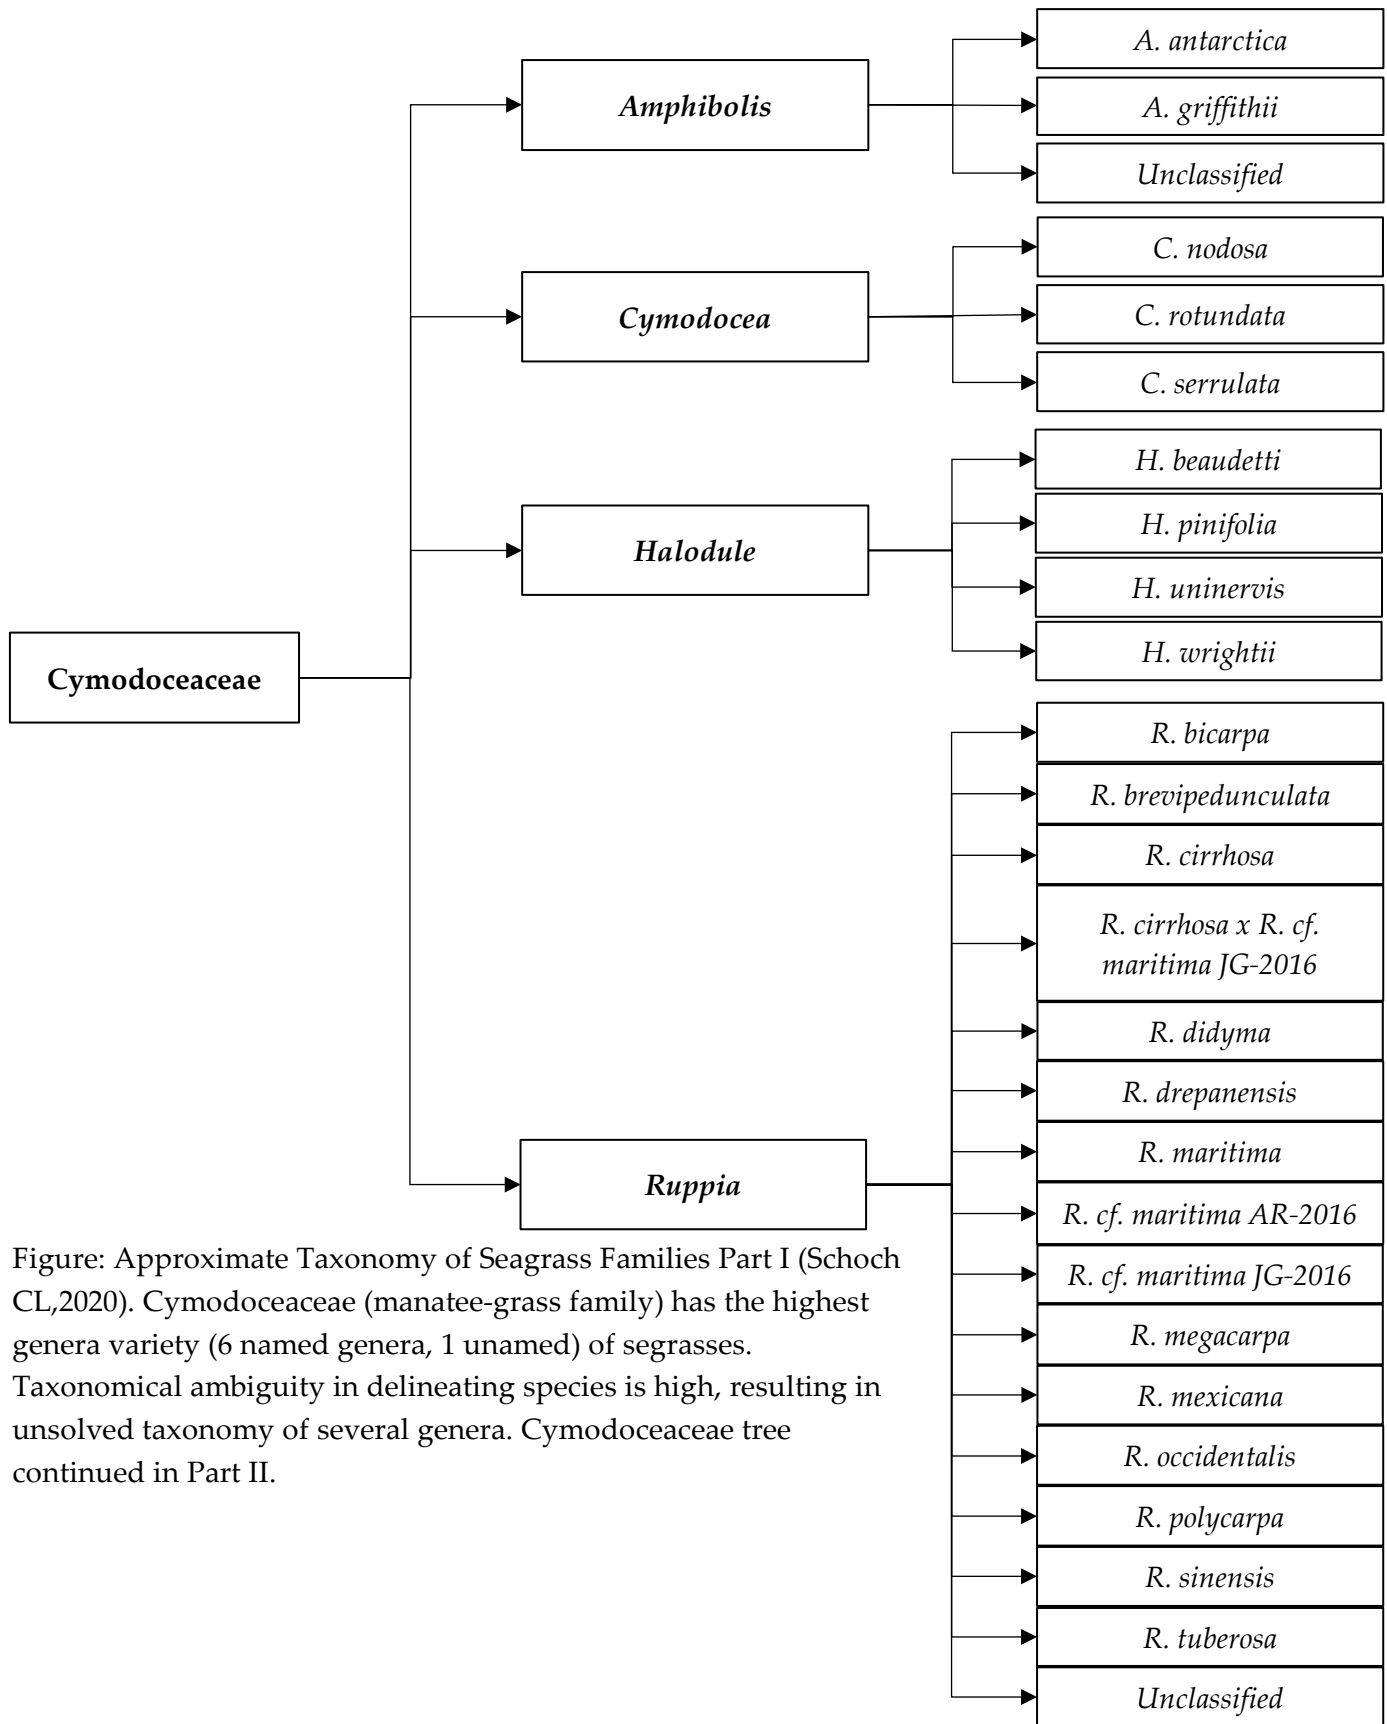 Cymodoceaceae
Amphibolis
A. antarctica
A. griffithii
Unclassified
Cymodocea
C. nodosa
C. rotundata
C. serrulata
Halodule
H. beaudetti
H. pinifolia
H. uninervis
H. wrightii
Ruppia
R. bicarpa
R. brevipedunculata
R. cirrhosa
R. cirrhosa x R. cf.
maritima JG-2016
R. didyma
R. drepanensis
R. maritima
R. cf. maritima AR-2016
R. cf. maritima JG-2016
R. megacarpa
R. mexicana
R. occidentalis
R. polycarpa
R. sinensis
R. tuberosa
Unclassified
Figure: Approximate Taxonomy of Seagrass Families Part I (Schoch
CL,2020). Cymodoceaceae (manatee-grass family) has the highest
genera variety (6 named genera, 1 unamed) of segrasses.
Taxonomical ambiguity in delineating species is high, resulting in
unsolved taxonomy of several genera. Cymodoceaceae tree
continued in Part II.